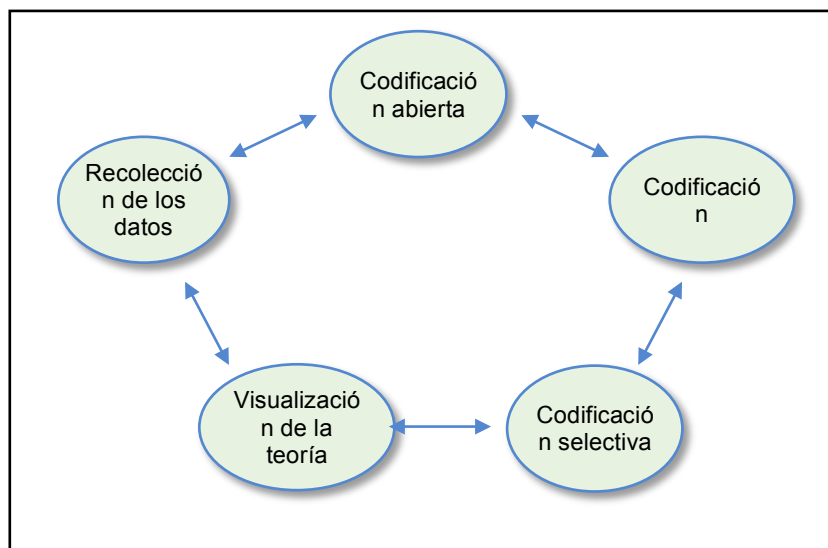 Codificació
n abierta
Recolecció
n de los
datos
Codificació
n
Visualizació
n de la
teoría
Codificació
n selectiva